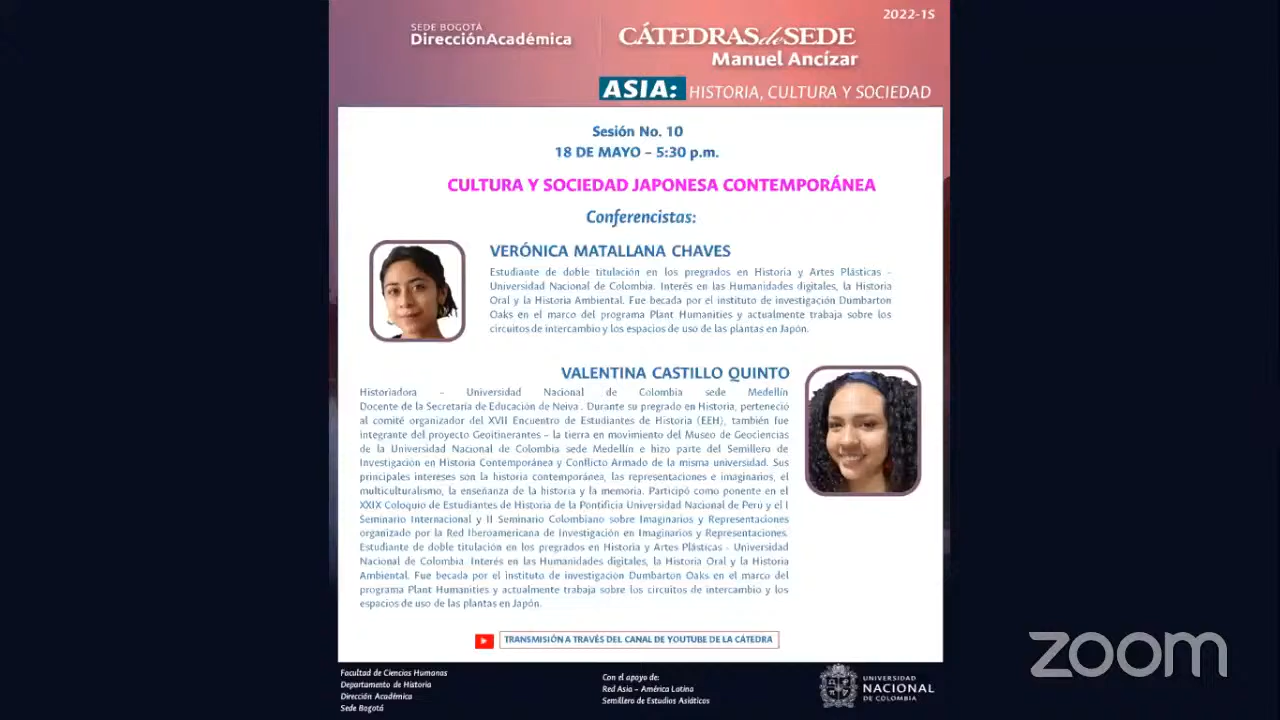 2022-1S
SEDE BOGOTÁ
DirecciónAcadémica
CÁTEDRAS de SEDE
Manuel Ancízar
ASIA: HISTORIA, CULTURA Y SOCIEDAD
Sesión No. 10
18 DE MAYO – 5:30 p.m.
CULTURA Y SOCIEDAD JAPONESA CONTEMPORÁNEA
Conferencistas:
VERÓNICA MATALLANA CHAVES
Estudiante de doble titulación en los pregrados en Historia y Artes Plásticas -
Universidad Nacional de Colombia. Interés en las Humanidades digitales, la Historia
Oral y la Historia Ambiental. Fue becada por el instituto de investigación Dumbarton
Oaks en el marco del programa Plant Humanities y actualmente trabaja sobre los
circuitos de intercambio y los espacios de uso de las plantas en Japón.
VALENTINA CASTILLO QUINTO
Historiadora – Universidad Nacional de Colombia sede Medellín
Docente de la Secretaría de Educación de Neiva . Durante su pregrado en Historia, perteneció
al comité organizador del XVII Encuentro de Estudiantes de Historia (EEH), también fue
integrante del proyecto Geoitinerantes – la tierra en movimiento del Museo de Geociencias
de la Universidad Nacional de Colombia sede Medellín e hizo parte del Semillero de
Investigación en Historia Contemporánea y Conflicto Armado de la misma universidad. Sus
principales intereses son la historia contemporánea, las representaciones e imaginarios, el
multiculturalismo, la enseñanza de la historia y la memoria. Participó como ponente en el
XXIX Coloquio de Estudiantes de Historia de la Pontificia Universidad Nacional de Perú y el I
Seminario Internacional y II Seminario Colombiano sobre Imaginarios y Representaciones
organizado por la Red Iberoamericana de Investigación en Imaginarios y Representaciones.
Estudiante de doble titulación en los pregrados en Historia y Artes Plásticas - Universidad
Nacional de Colombia. Interés en las Humanidades digitales, la Historia Oral y la Historia
Ambiental. Fue becada por el instituto de investigación Dumbarton Oaks en el marco del
programa Plant Humanities y actualmente trabaja sobre los circuitos de intercambio y los
espacios de uso de las plantas en Japón.
TRANSMISIÓN A TRAVÉS DEL CANAL DE YOUTUBE DE LA CÁTEDRA
Facultad de Ciencias Humanas
Departamento de Historia
Dirección Académica
Sede Bogotá
Con el apoyo de:
Red Asia – América Latina
Semillero de Estudios Asiáticos
UNIVERSIDAD
NACIONAL
DE COLOMBIA
zoom